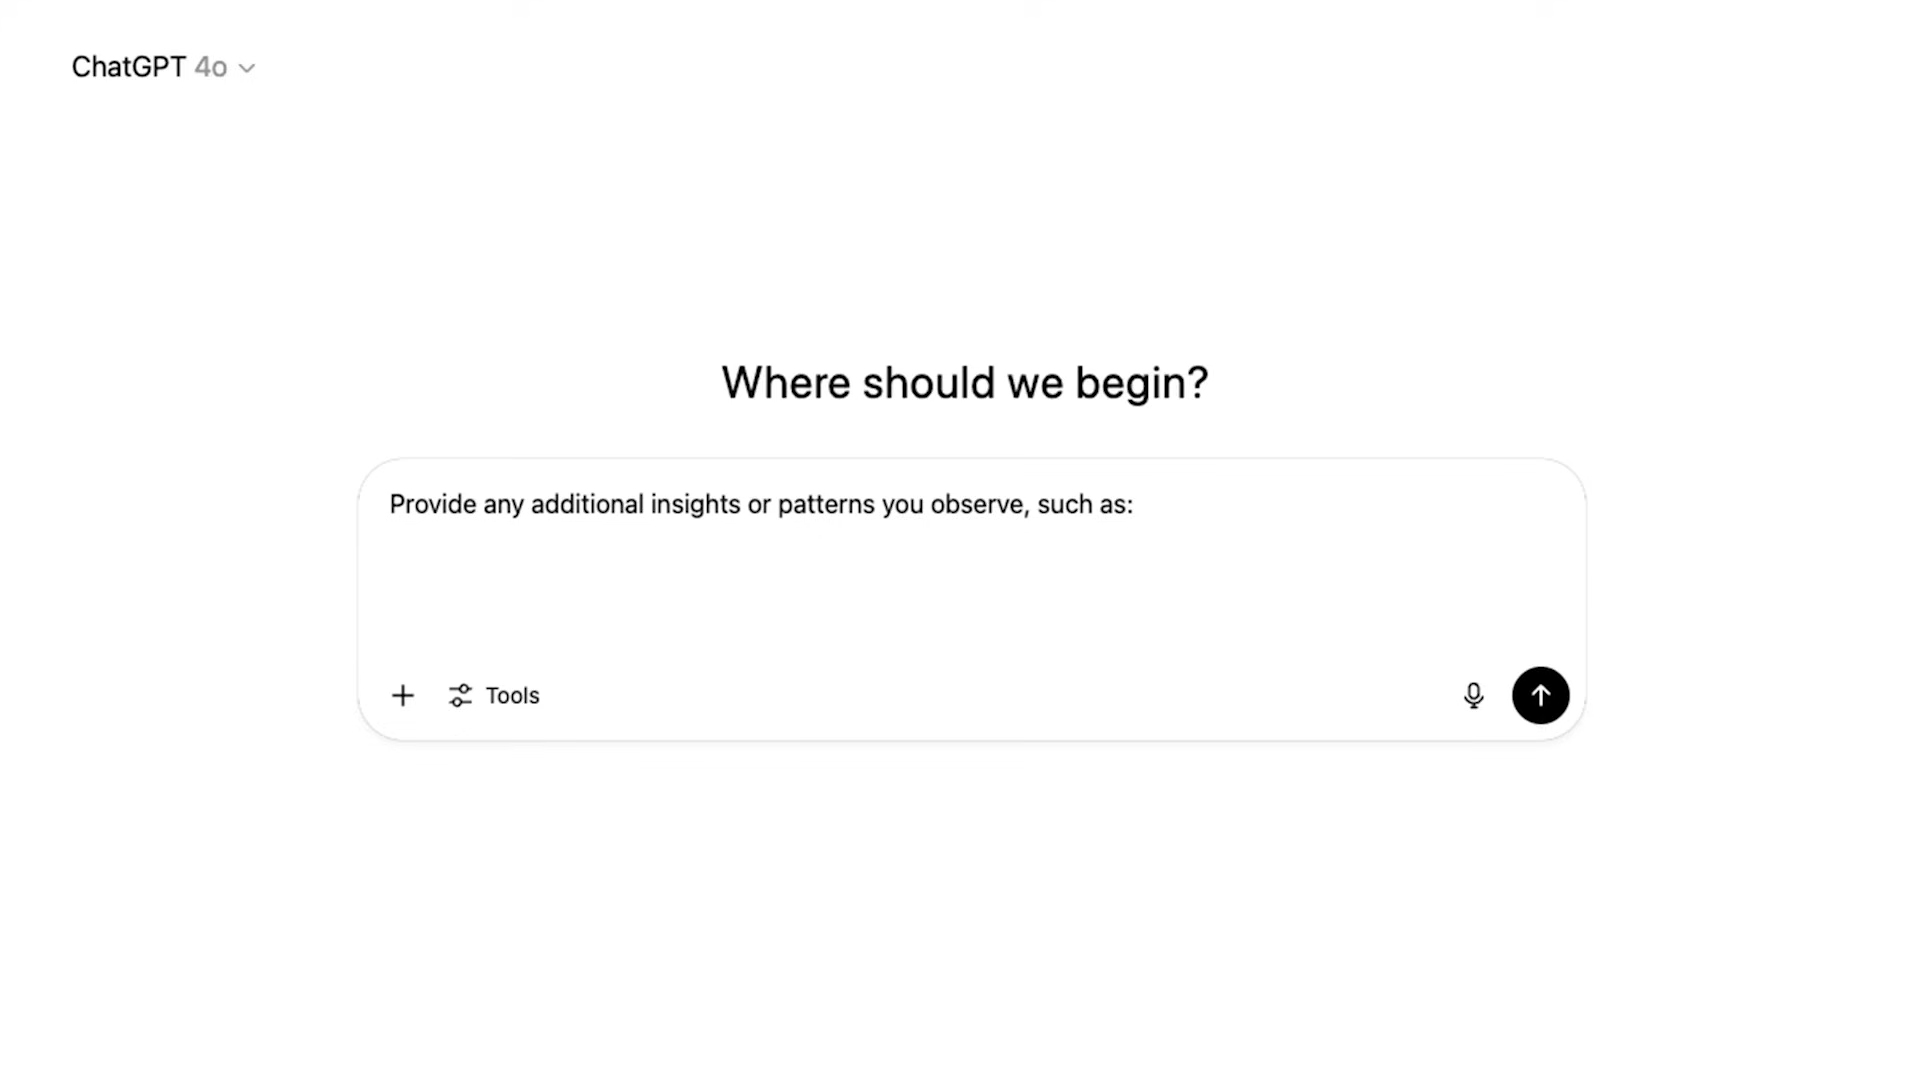 ChatGPT 4o
Where should we begin?
Provide any additional insights or patterns you observe, such as:
Tools